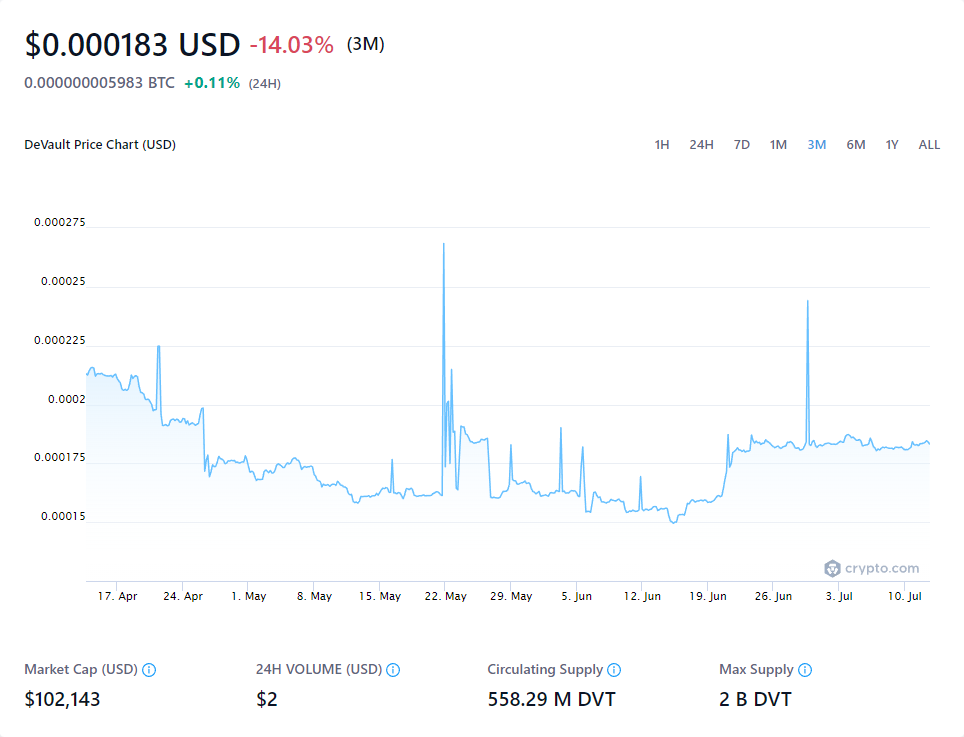 $0.000183 USD -14.03% (3M)
0.000000005983 BTC +0.11% (24H)
DeVault Price Chart (USD) 1H 24H 7D 1M 3M 6M 1Y ALL
0.000275
0.00025
0.000225
0.0002
0.000175
0.00015
crypto.com
17. Apr 24. Apr 1. May 8. May 15. May 22. May 29. May 5. Jun 12. Jun 19. Jun 26. Jun 3. Jul 10. Jul
Market Cap (USD) 24H VOLUME (USD) Circulating Supply Max Supply
$102,143 $2 558.29 M DVT 2 B DVT